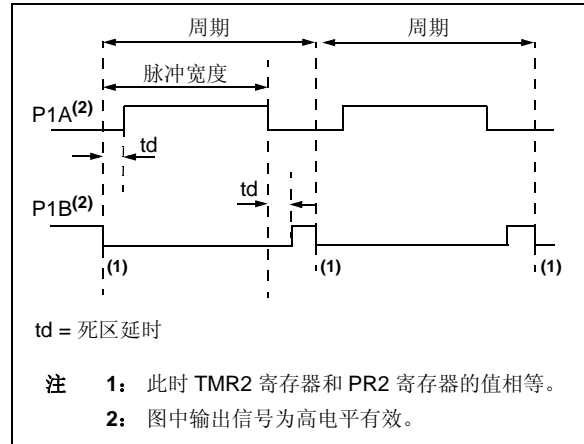 周期 周期
脉冲宽度
P1A(2)
td
td
P1B(2)
(1) (1) (1)
td = 死区延时
注 1： 此时 TMR2 寄存器和 PR2 寄存器的值相等。
2： 图中输出信号为高电平有效。